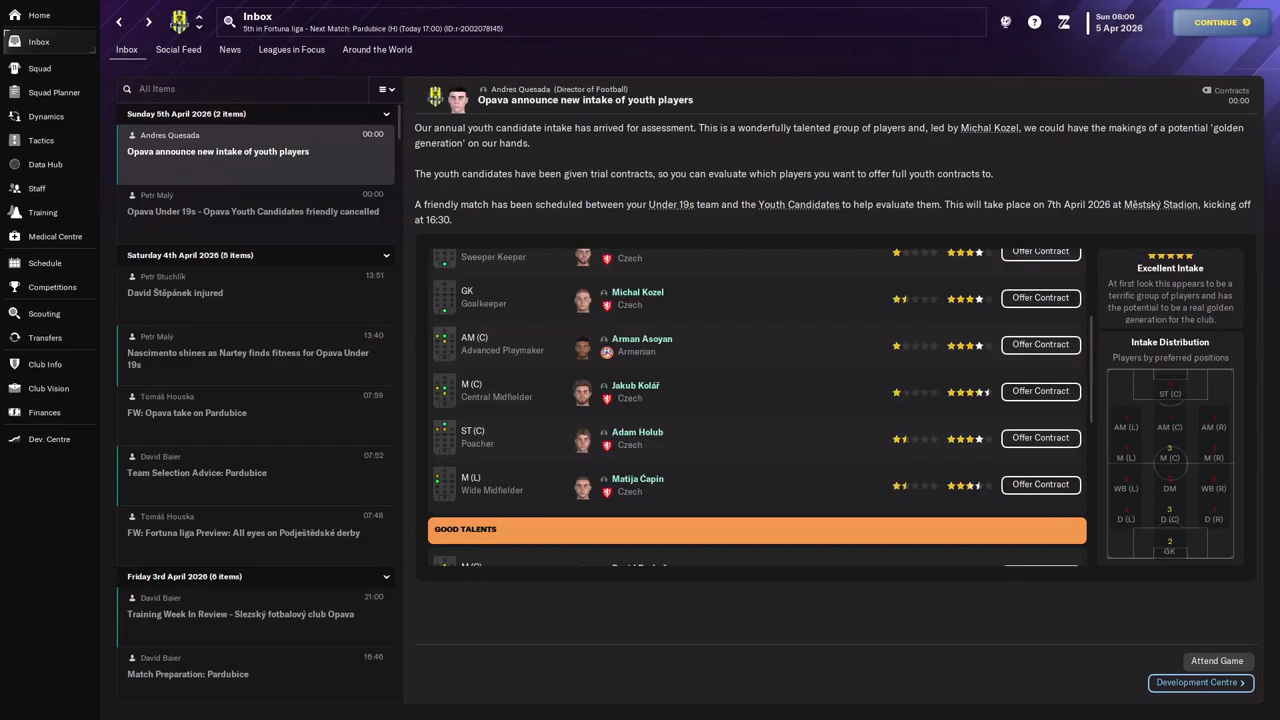 Home
Inbox
Squad
Squad Planner
Dynamics
Tactics
Data Hub
Staff
Training
Medical Centre
Schedule
Competitions
Scouting
Transfers
Club Info
Club Vision
Finances
Dev. Centre
Inbox
5th in Fortuna liga - Next Match: Pardubice (H) (Today 17:00) (ID:r-2002078145)
Sun 08:00
5 Apr 2026
CONTINUE
Inbox
Social Feed
News
Leagues in Focus
Around the World
All Items
Sunday 5th April 2026 (2 items)
Andres Quesada
00:00
Opava announce new intake of youth players
Petr Malý
00:00
Opava Under 19s - Opava Youth Candidates friendly cancelled
Saturday 4th April 2026 (5 items)
Petr Stuchlík
13:51
David Štěpánek injured
Petr Malý
13:40
Nascimento shines as Nartey finds fitness for Opava Under
19s
Tomáš Houska
07:59
FW: Opava take on Pardubice
David Baier
07:52
Team Selection Advice: Pardubice
Tomáš Houska
07:48
FW: Fortuna liga Preview: All eyes on Podještědské derby
Friday 3rd April 2026 (6 items)
David Baier
21:00
Training Week In Review - Slezský fotbalový club Opava
David Baier
16:46
Match Preparation: Pardubice
Andres Quesada (Director of Football)
Opava announce new intake of youth players
Contracts
00:00
Our annual youth candidate intake has arrived for assessment. This is a wonderfully talented group of players and, led by Michal Kozel, we could have the makings of a potential 'golden
generation' on our hands.
The youth candidates have been given trial contracts, so you can evaluate which players you want to offer full youth contracts to.
A friendly match has been scheduled between your Under 19s team and the Youth Candidates to help evaluate them. This will take place on 7th April 2026 at Městský Stadion, kicking off
at 16:30.
Sweeper Keeper
Czech
Offer Contract
GK
Goalkeeper
Michal Kozel
Czech
Offer Contract
AM (C)
Advanced Playmaker
Arman Asoyan
Armenian
Offer Contract
M (C)
Central Midfielder
Jakub Kolář
Czech
Offer Contract
ST (C)
Poacher
Adam Holub
Czech
Offer Contract
M (L)
Wide Midfielder
Matija Čapin
Czech
Offer Contract
GOOD TALENTS
Excellent Intake
At first look this appears to be a
terrific group of players and has
the potential to be a real golden
generation for the club.
Intake Distribution
Players by preferred positions
ST (C)
AM (L)
AM (C)
AM (R)
3
M (L)
M (C)
M (R)
WB (L)
DM
WB (R)
3
D (L)
D (C)
D (R)
2
GK
Attend Game
Development Centre